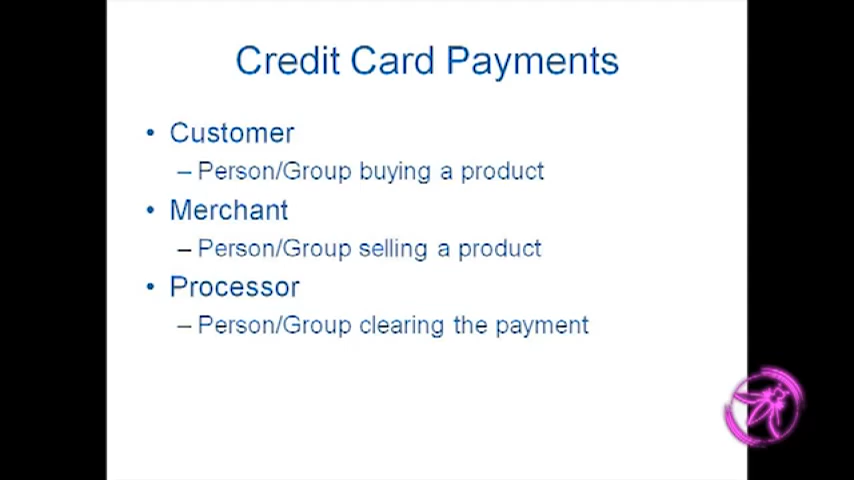 Credit Card Payments
• Customer
– Person/Group buying a product
• Merchant
– Person/Group selling a product
• Processor
– Person/Group clearing the payment